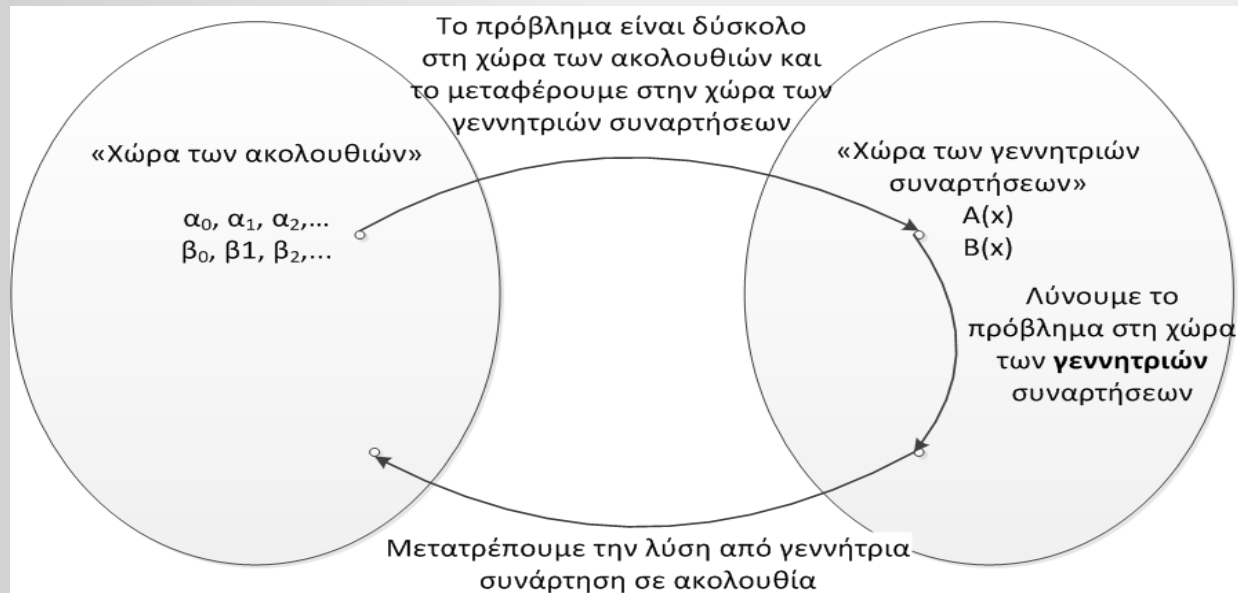 Το πρόβλημα είναι δύσκολο
στη χώρα των ακολουθιών και
το μεταφέρουμε στην χώρα των
γεννητριών συναρτήσεων
«Χώρα των ακολουθιών»
α₀, α₁, α₂,...
β₀, β1, β₂,...
«Χώρα των γεννητριών
συναρτήσεων»
Α(x)
Β(x)
Λύνουμε το
πρόβλημα στη χώρα
των γεννητριών
συναρτήσεων
Μετατρέπουμε την λύση από γεννήτρια
συνάρτηση σε ακολουθία